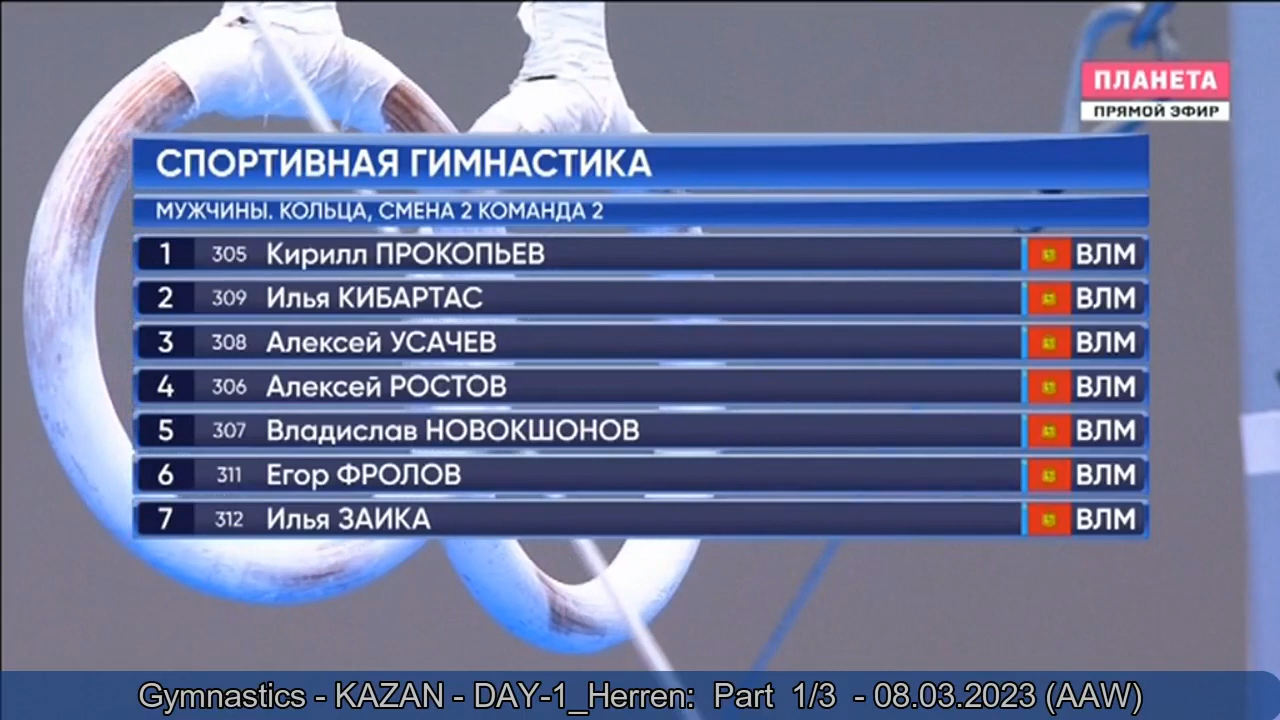 ПЛАНЕТА
ПРЯМОЙ ЭФИР
СПОРТИВНАЯ ГИМНАСТИКА
МУЖЧИНЫ. КОЛЬЦА, СМЕНА 2 КОМАНДА 2
1 305 Кирилл ПРОКОПЬЕВ ВЛМ
2 309 Илья КИБАРТАС ВЛМ
3 308 Алексей УСАЧЕВ ВЛМ
4 306 Алексей РОСТОВ ВЛМ
5 307 Владислав НОВОКШОНОВ ВЛМ
6 311 Егор ФРОЛОВ ВЛМ
7 312 Илья ЗАИКА ВЛМ
Gymnastics - KAZAN - DAY-1_Herren: Part 1/3 - 08.03.2023 (AAW)